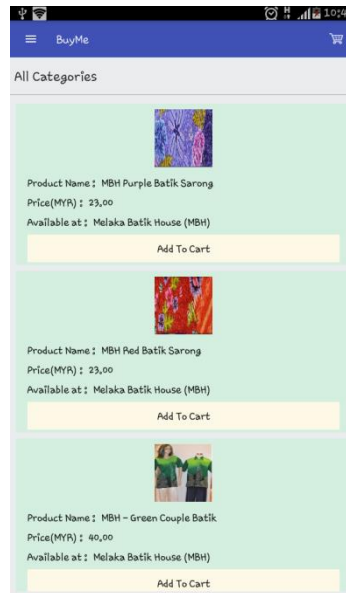 10:4
BuyMe
All Categories
Product Name : MBH Purple Batik Sarong
Price(MYR) : 23.00
Available at : Melaka Batik House (MBH)
Add To Cart
Product Name : MBH Red Batik Sarong
Price(MYR) : 23.00
Available at : Melaka Batik House (MBH)
Add To Cart
Product Name : MBH - Green Couple Batik
Price(MYR) : 40.00
Available at : Melaka Batik House (MBH)
Add To Cart